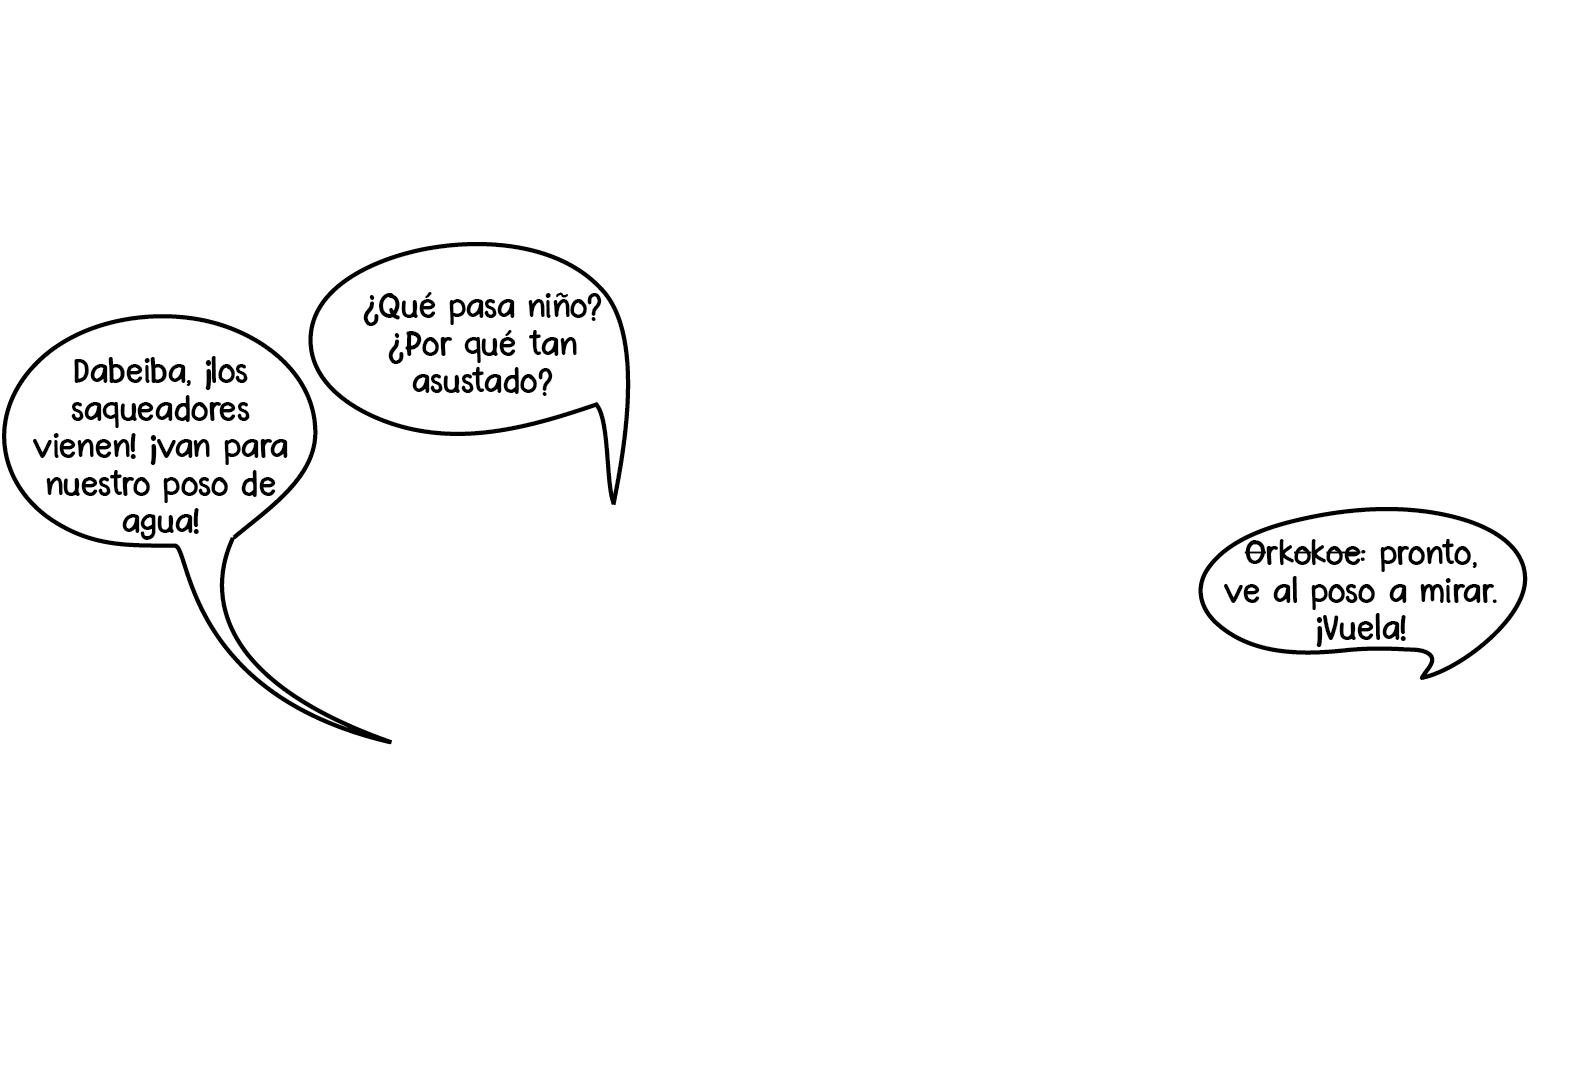 ¿Qué pasa niño?
¿Por qué tan
asustado?
Dabeiba, ¡los
saqueadores
vienen! ¡van para
nuestro poso de
agua!
Orkokoe: pronto,
ve al poso a mirar.
¡Vuela!